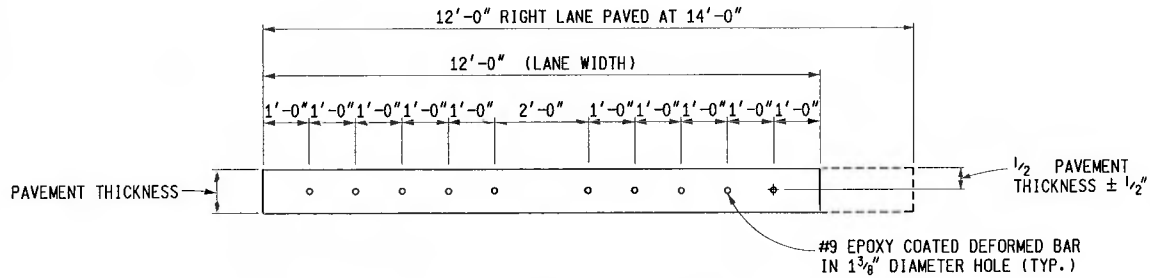 12'-0" RIGHT LANE PAVED AT 14'-0"
12'-0" (LANE WIDTH)
1'-0" 1'-0" 1'-0" 1'-0" 1'-0" 2'-0" 1'-0" 1'-0" 1'-0" 1'-0" 1'-0"
PAVEMENT THICKNESS
1/2 PAVEMENT
THICKNESS ± 1/2"
#9 EPOXY COATED DEFORMED BAR
IN 1 3/8" DIAMETER HOLE (TYP.)